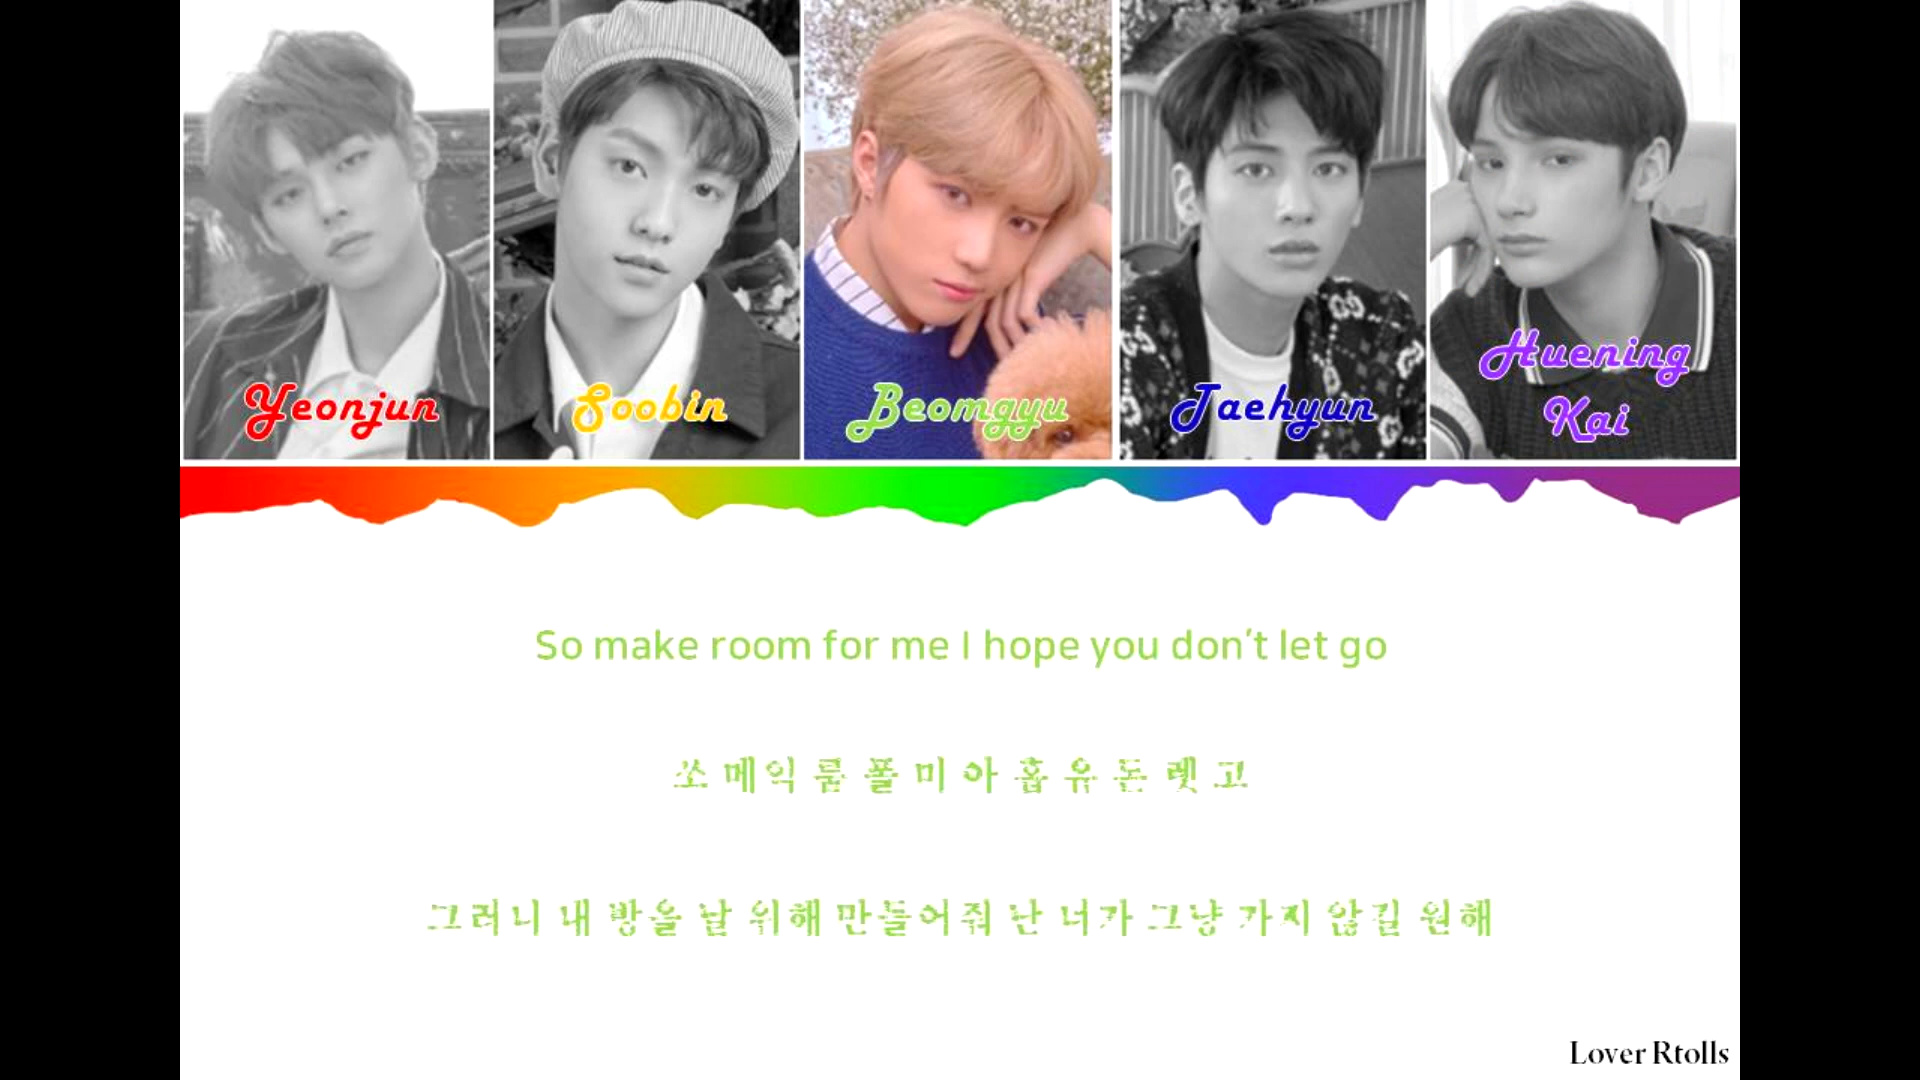 Yeonjun
Soobin
Beomgyu
Taehyun
Huening
Kai
So make room for me I hope you don't let go
쏘 메익 룸 폴 미 아 홉 유 돈 렛 고
그러니 내 방을 날 위해 만들어줘 난 너가 그냥 가지 않길 원해
Lover Rtolls